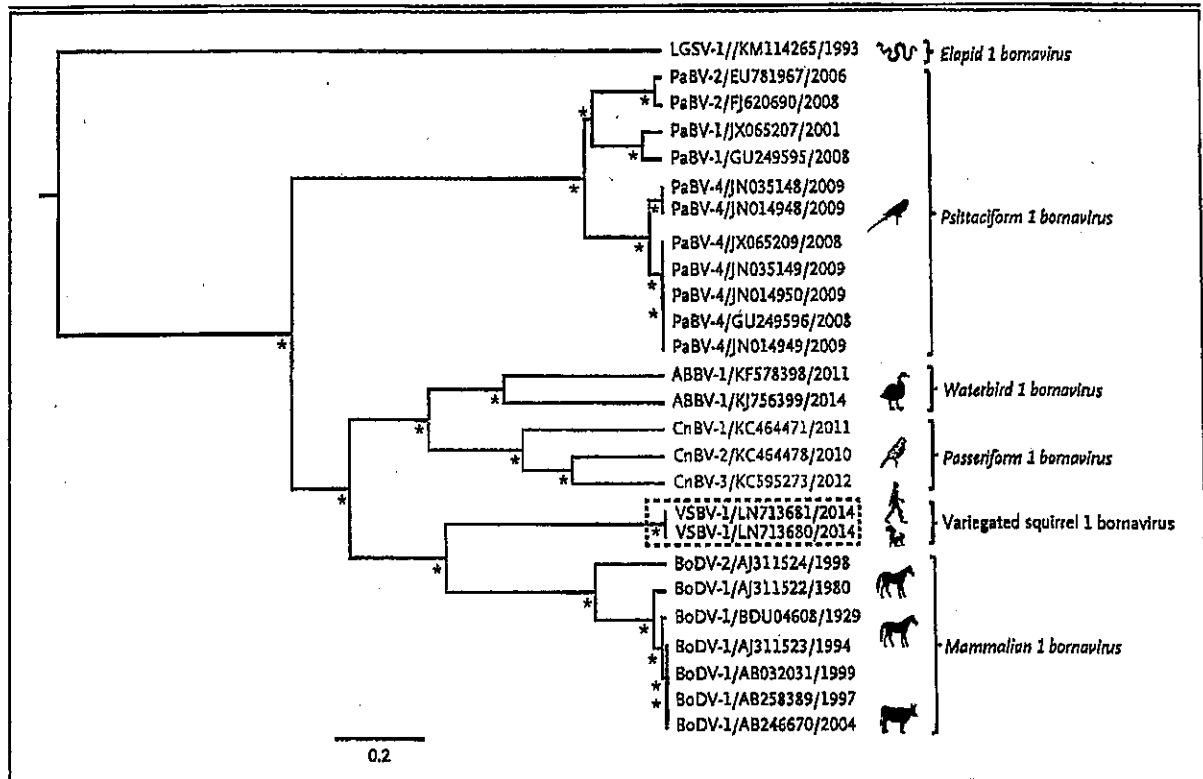 LGSV-1//KM114265/1993 Elapid 1 bornavirus
PaBV-2/EU781967/2006
PaBV-2/FJ620690/2008
PaBV-1/JX065207/2001
PaBV-1/GU249595/2008
PaBV-4/JN035148/2009
PaBV-4/JN014948/2009
Psittaciform 1 bornavirus
PaBV-4/JX065209/2008
PaBV-4/JN035149/2009
PaBV-4/JN014950/2009
PaBV-4/GU249596/2008
PaBV-4/JN014949/2009
ABBV-1/KF578398/2011
Waterbird 1 bornavirus
ABBV-1/KJ756399/2014
CnBV-1/KC464471/2011
CnBV-2/KC464478/2010 Passeriform 1 bornavirus
CnBV-3/KC595273/2012
VSBV-1/LN713681/2014
Variegated squirrel 1 bornavirus
VSBV-1/LN713680/2014
BoDV-2/AJ311524/1998
BoDV-1/AJ311522/1980
BoDV-1/BDU04608/1929
BoDV-1/AJ311523/1994 Mammalian 1 bornavirus
BoDV-1/AB032031/1999
BoDV-1/AB258389/1997
BoDV-1/AB246670/2004
0.2